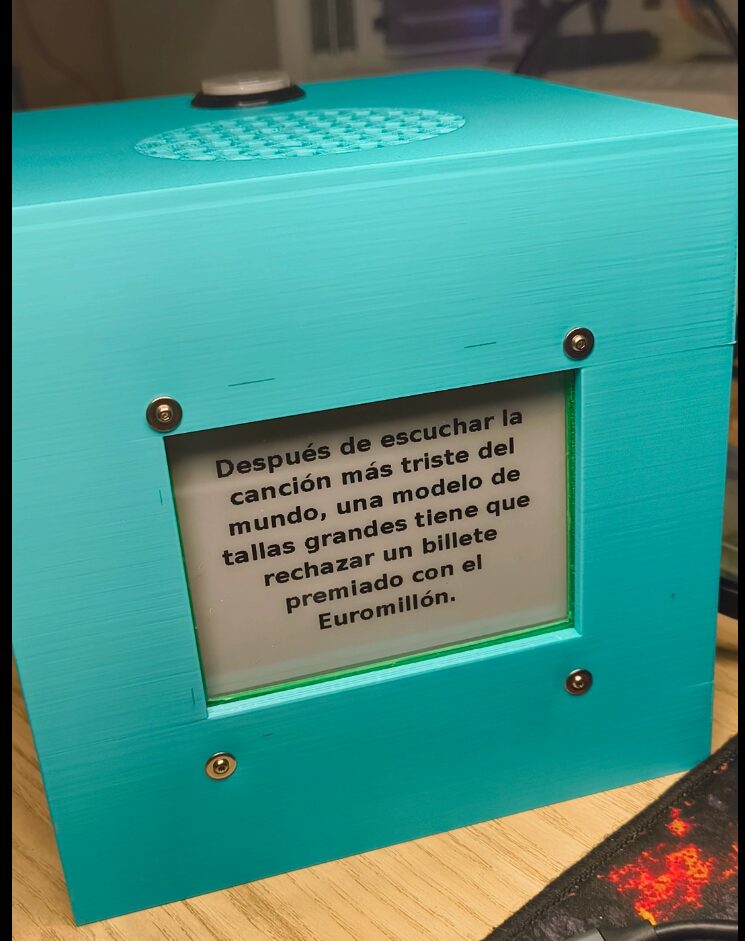 Después de escuchar la
canción más triste del
mundo, una modelo de
tallas grandes tiene que
rechazar un billete
premiado con el
Euromillón.